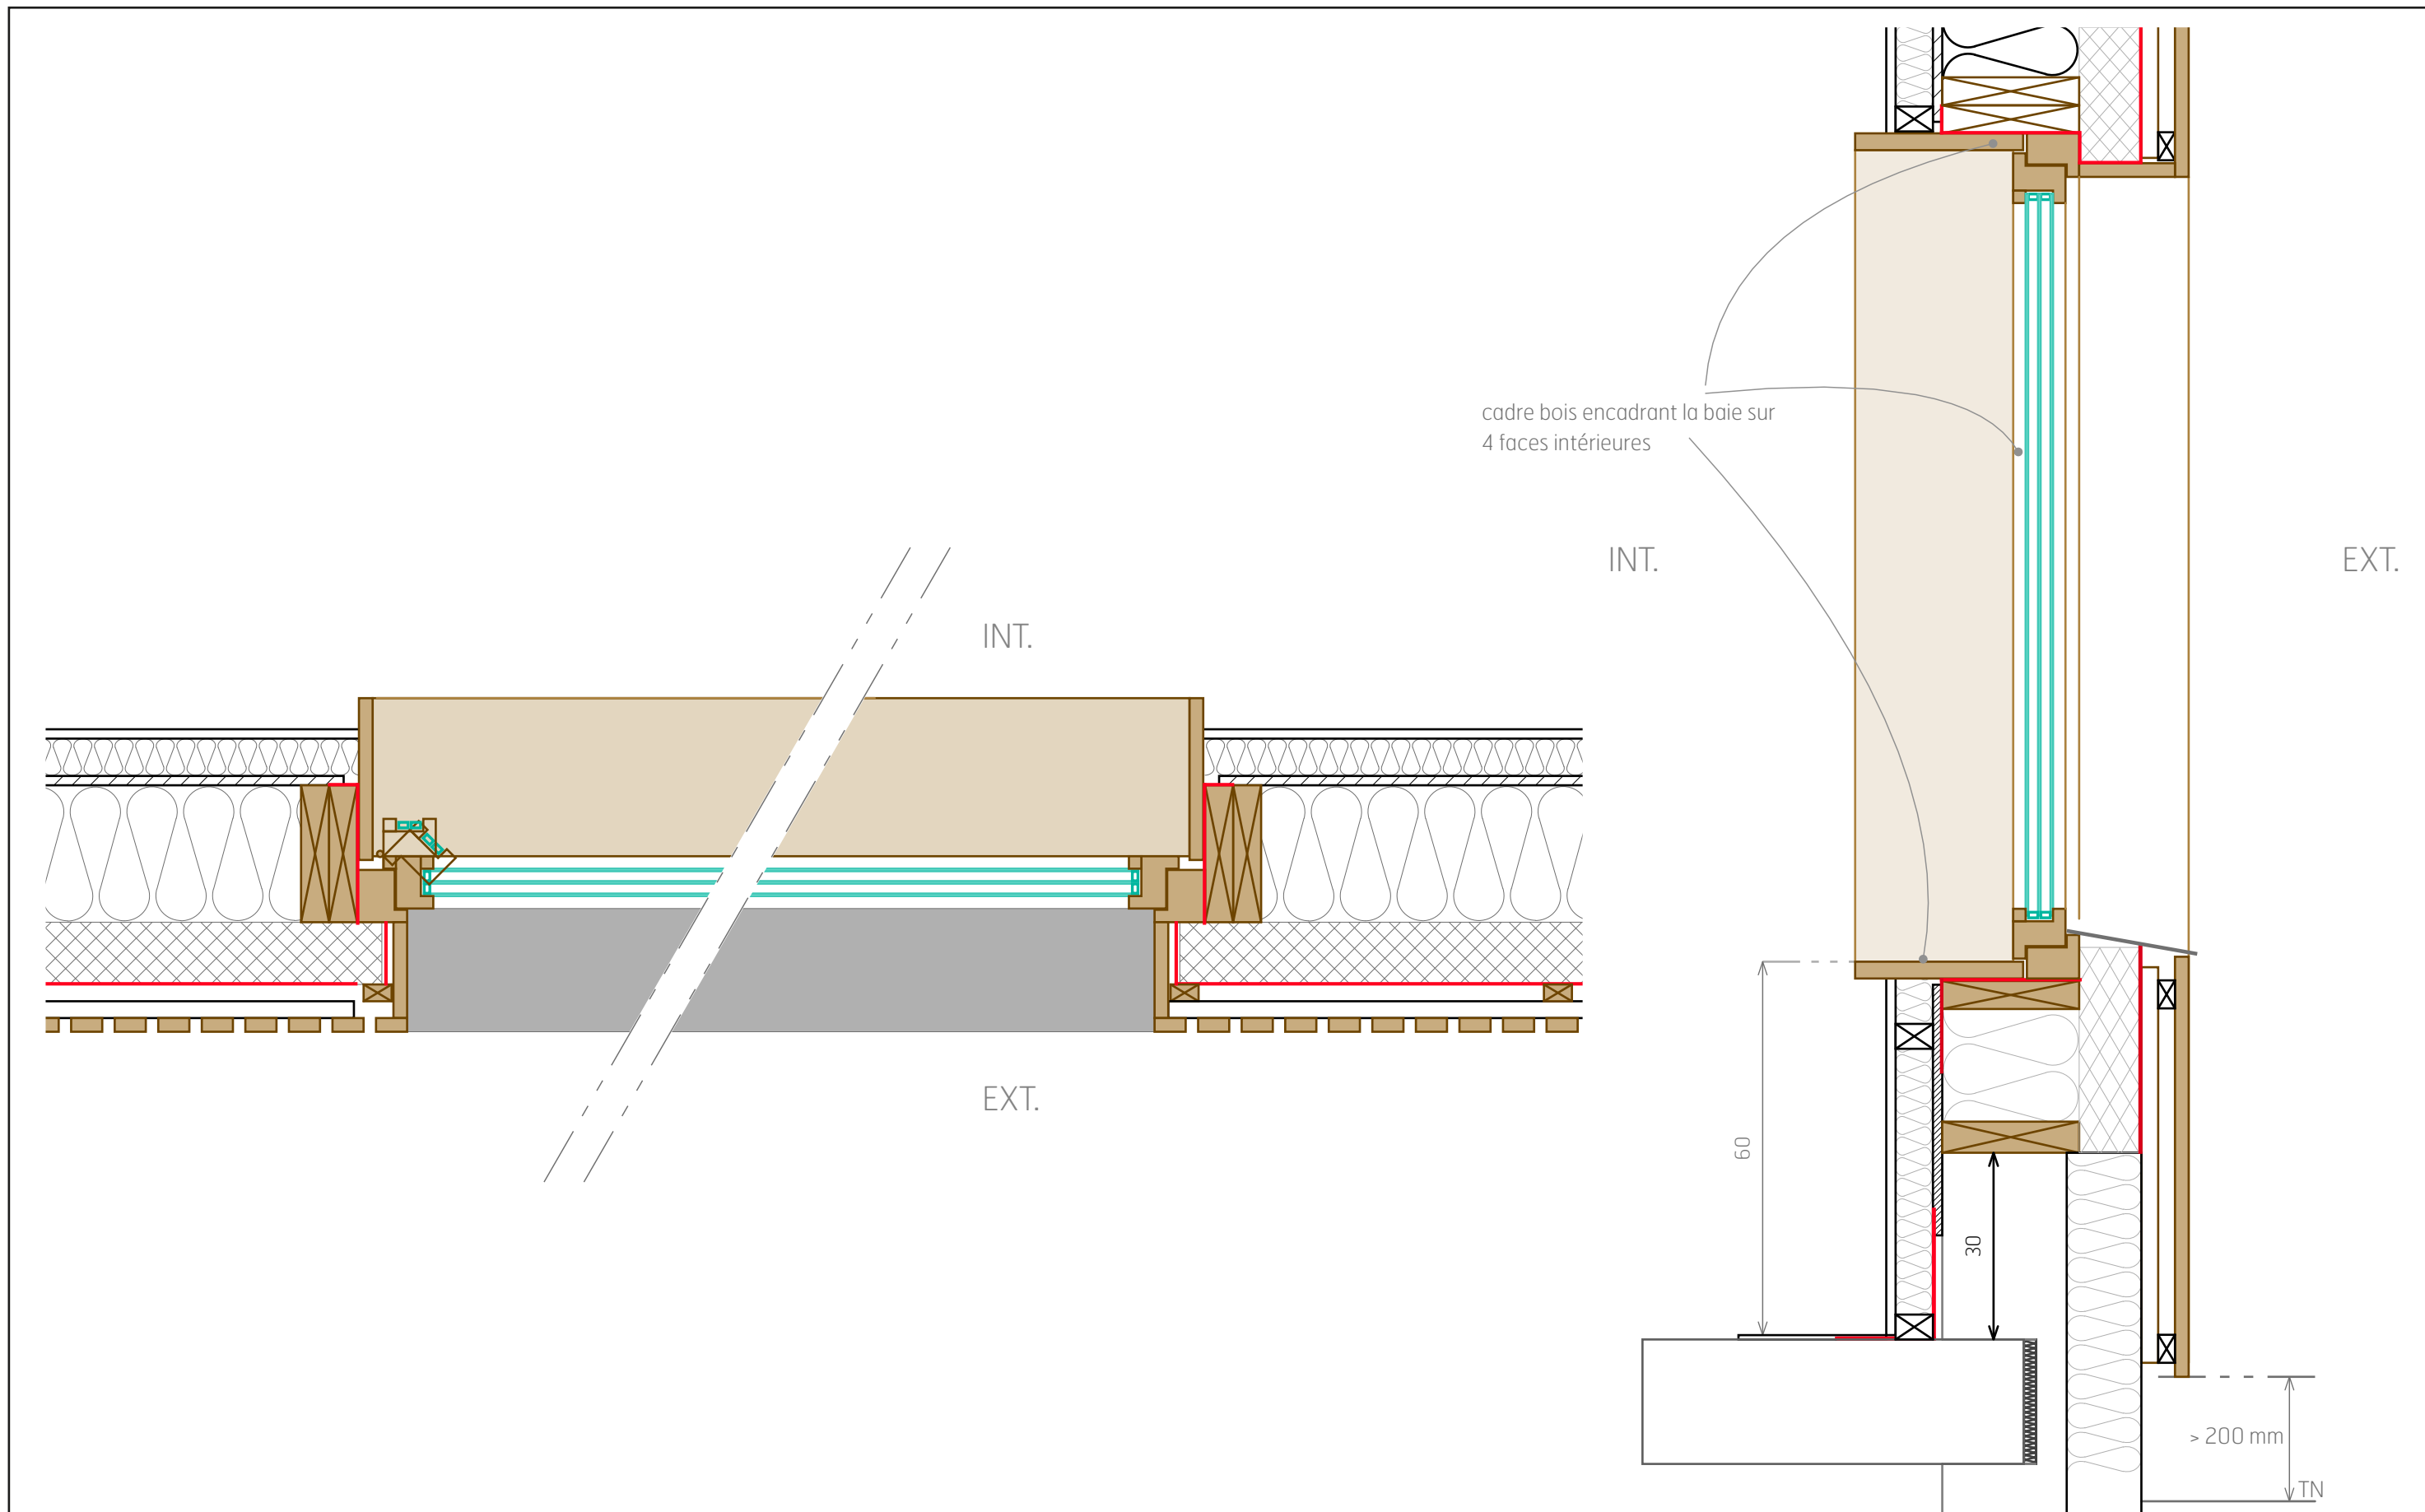 cadre bois encadrant la baie sur
4 faces intérieures
INT.
EXT.
INT.
EXT.
60
30
> 200 mm
TN